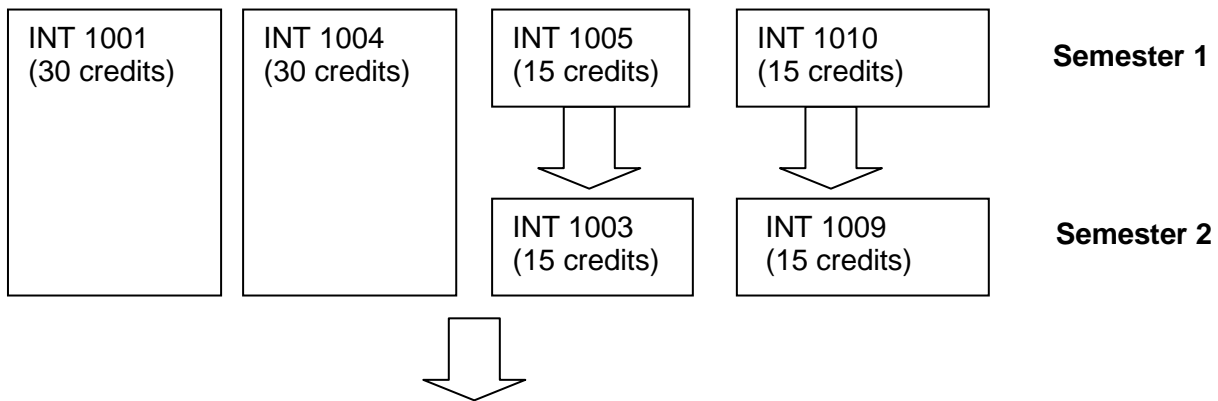 INT 1001
(30 credits)
INT 1004
(30 credits)
INT 1005
(15 credits)
INT 1010
(15 credits)
Semester 1
INT 1003
(15 credits)
INT 1009
(15 credits)
Semester 2